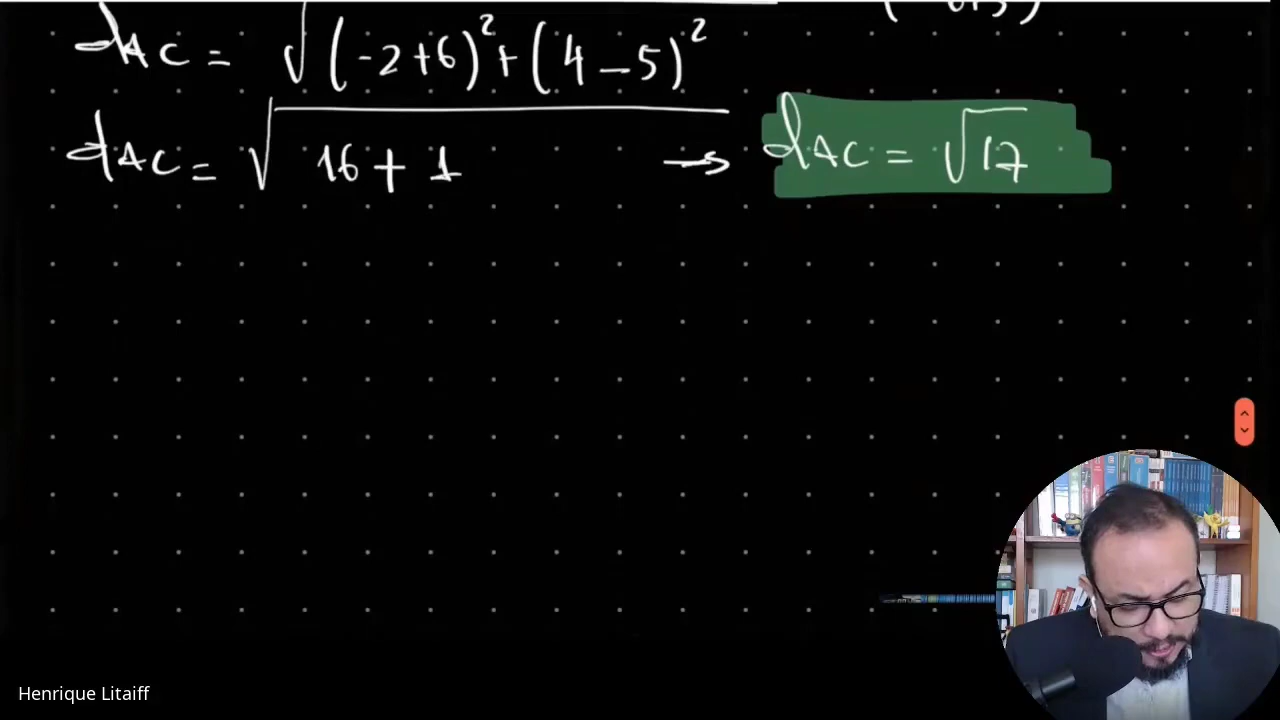 dAC = √(-2+6)²+(4-5)²
dAC = √16+1 → dAC = √17
Henrique Litaiff